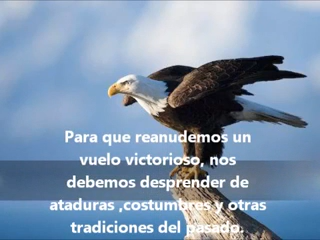 Para que reanudemos un
vuelo victorioso, nos
debemos desprender de
ataduras ,costumbres y otras
tradiciones del pasado.